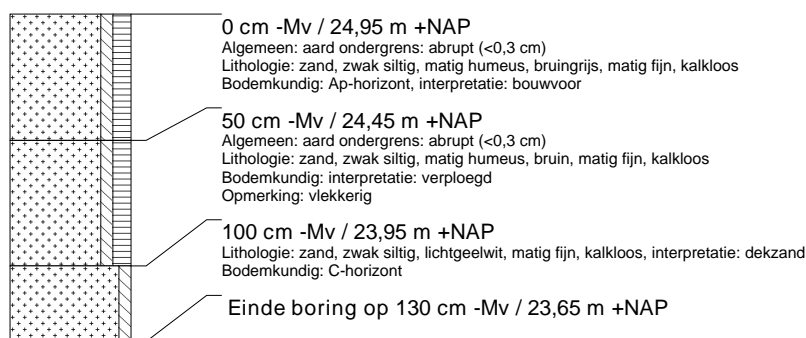 0 cm -Mv / 24,95 m +NAP
Algemeen: aard ondergrens: abrupt (<0,3 cm)
Lithologie: zand, zwak siltig, matig humeus, bruingrijs, matig fijn, kalkloos
Bodemkundig: Ap-horizont, interpretatie: bouwvoor
50 cm -Mv / 24,45 m +NAP
Algemeen: aard ondergrens: abrupt (<0,3 cm)
Lithologie: zand, zwak siltig, matig humeus, bruin, matig fijn, kalkloos
Bodemkundig: interpretatie: verploegd
Opmerking: vlekkerig
100 cm -Mv / 23,95 m +NAP
Lithologie: zand, zwak siltig, lichtgeelwit, matig fijn, kalkloos, interpretatie: dekzand
Bodemkundig: C-horizont
Einde boring op 130 cm -Mv / 23,65 m +NAP